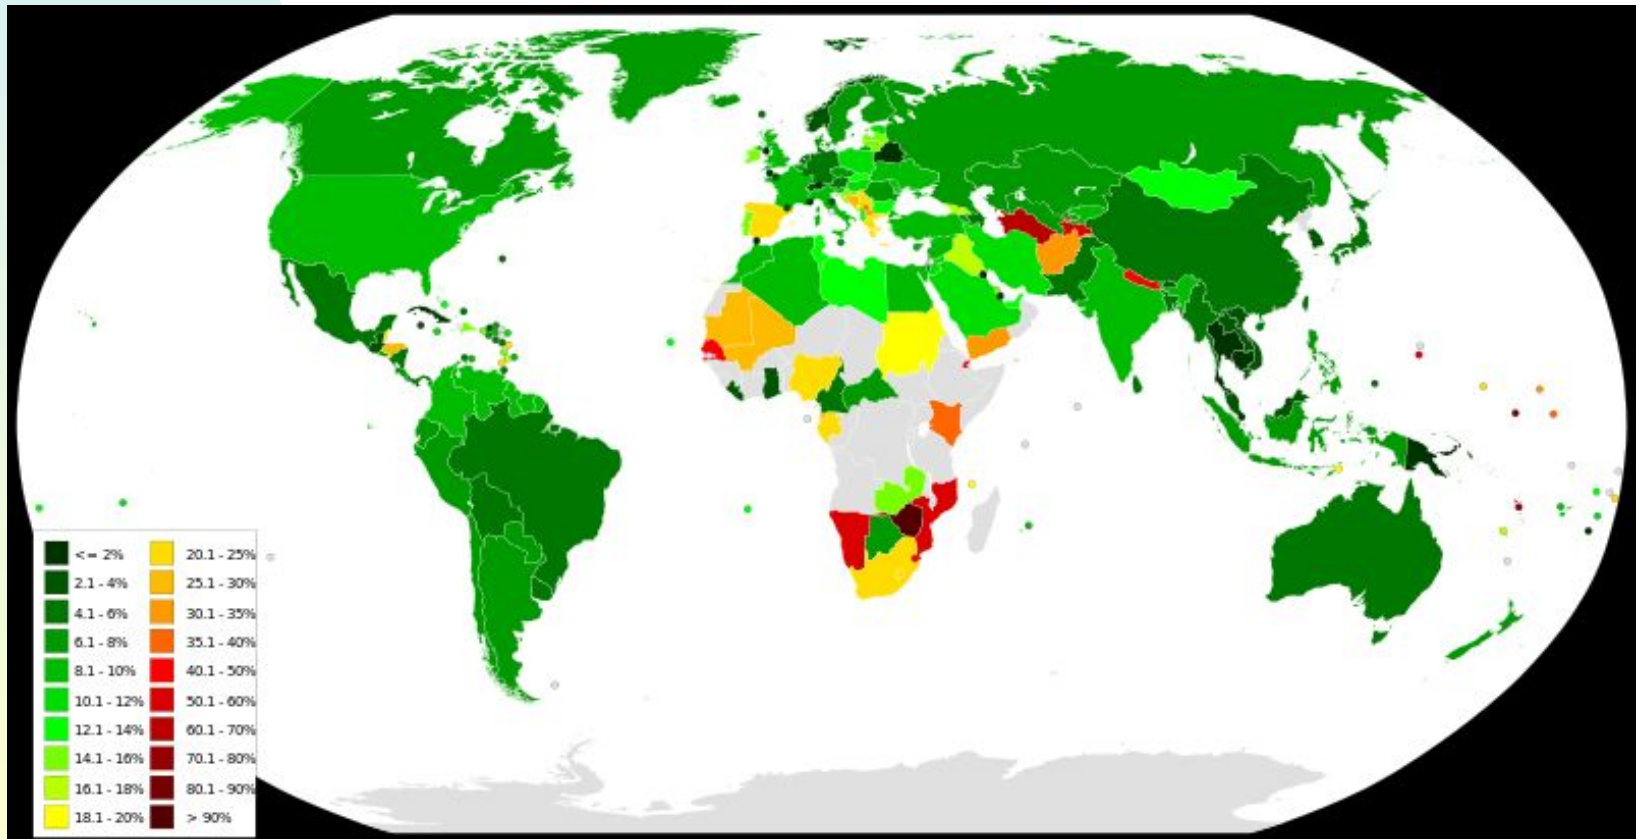 <= 2%
2.1 - 4%
4.1 - 6%
6.1 - 8%
8.1 - 10%
10.1 - 12%
12.1 - 14%
14.1 - 16%
16.1 - 18%
18.1 - 20%
20.1 - 25%
25.1 - 30%
30.1 - 35%
35.1 - 40%
40.1 - 50%
50.1 - 60%
60.1 - 70%
70.1 - 80%
80.1 - 90%
> 90%